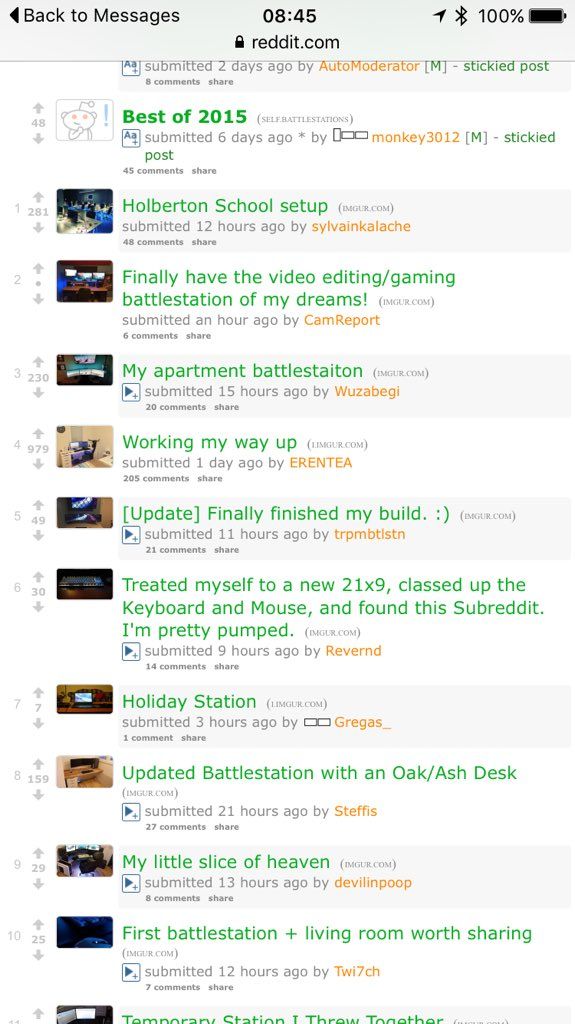 Back to Messages 08:45 100%
reddit.com
Aa submitted 2 days ago by AutoModerator [M] - stickied post
8 comments share
48
Best of 2015 (SELF.BATTLESTATIONS)
Aa submitted 6 days ago * by monkey3012 [M] - stickied
post
45 comments share
1 281
Holberton School setup (IMGUR.COM)
submitted 12 hours ago by sylvainkalache
48 comments share
2 •
Finally have the video editing/gaming
battlestation of my dreams! (IMGUR.COM)
submitted an hour ago by CamReport
6 comments share
3 230
My apartment battlestaiton (IMGUR.COM)
submitted 15 hours ago by Wuzabegi
20 comments share
4 979
Working my way up (I.IMGUR.COM)
submitted 1 day ago by ERENTEA
205 comments share
5 49
[Update] Finally finished my build. :) (IMGUR.COM)
submitted 11 hours ago by trpmbtlstn
21 comments share
6 30
Treated myself to a new 21x9, classed up the
Keyboard and Mouse, and found this Subreddit.
I'm pretty pumped. (IMGUR.COM)
submitted 9 hours ago by Revernd
14 comments share
7 7
Holiday Station (I.IMGUR.COM)
submitted 3 hours ago by Gregas_
1 comment share
8 159
Updated Battlestation with an Oak/Ash Desk
(IMGUR.COM)
submitted 21 hours ago by Steffis
27 comments share
9 29
My little slice of heaven (IMGUR.COM)
submitted 13 hours ago by devilinpoop
8 comments share
10 25
First battlestation + living room worth sharing
(IMGUR.COM)
submitted 12 hours ago by Twi7ch
7 comments share
11
Temporary Station I Threw Together (IMGUR.COM)